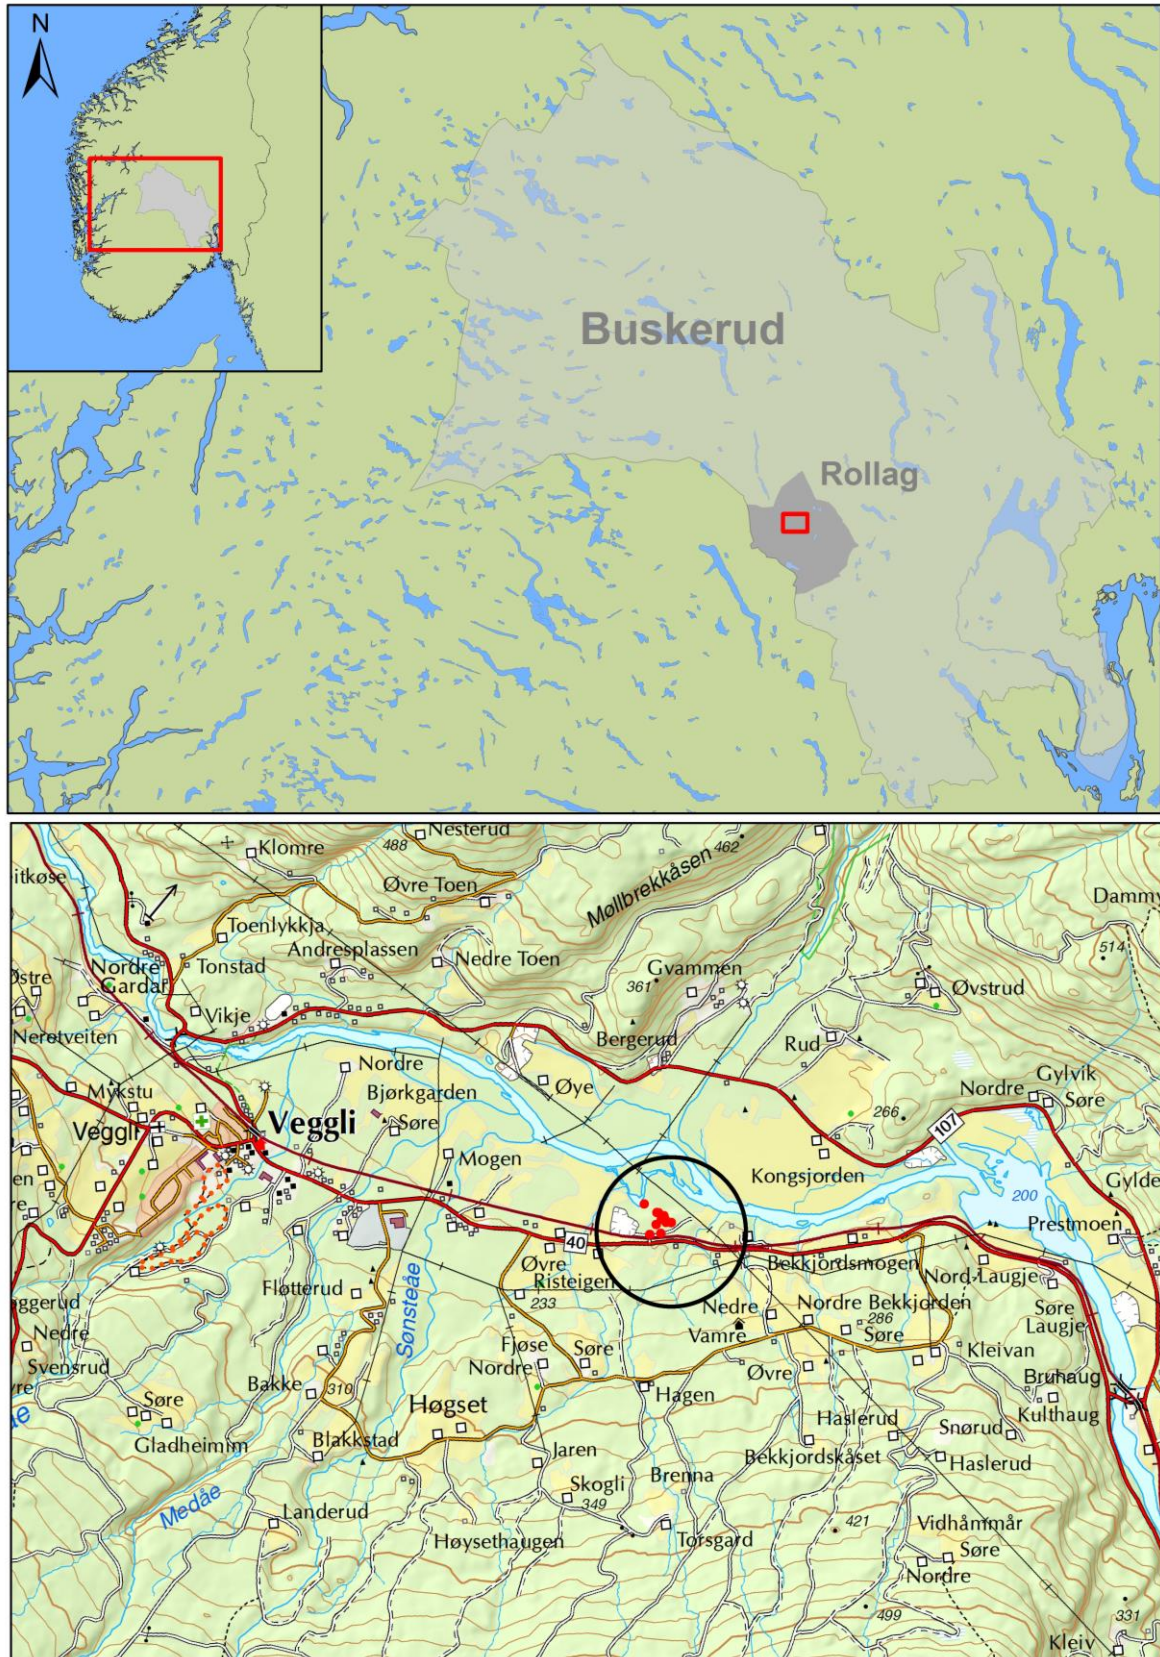 N
Buskerud
Rollag
Nesterud
Klomre
488
462
eitkøse
Øvre Toen
Møllbrekkåsen
Dammy
Toenlykkja
Andresplassen
514
Nordre
Tonstad
Nedre Toen
Gvammen
Østre
Gardar
361
Øvstrud
Vikje
Nerøtveiten
Bergerud
Rud
Nordre
Øye
Nordre
Gylvik
Mykstu
Bjørkgarden
Søre
Veggli
Veggli
Søre
266
107
Mogen
Kongsjorden
Gylde
200
Prestmoen
40
Øvre
Bekkjordsmogen
Risteigen
Nord-Laugje
Fløtterud
233
Nedre
Nordre Bekkjorden
Søre
oggerud
Sønsteåe
Vamre
286
Laugje
Nedre
Fjøse
Søre
Søre
Kleivan
Svensrud
Nordre
Øvre
Bruhaug
Bakke
310
Hagen
Søre
Høgset
Haslerud
Kulthaug
Gladheimim
Snørud
Blakkstad
Jaren
Bekkjordskåset
Haslerud
Skogli
Brenna
Medåe
349
Landerud
421
Vidhåmmår
Høysethaugen
Torsgard
Søre
Nordre
499
331
Kleiv